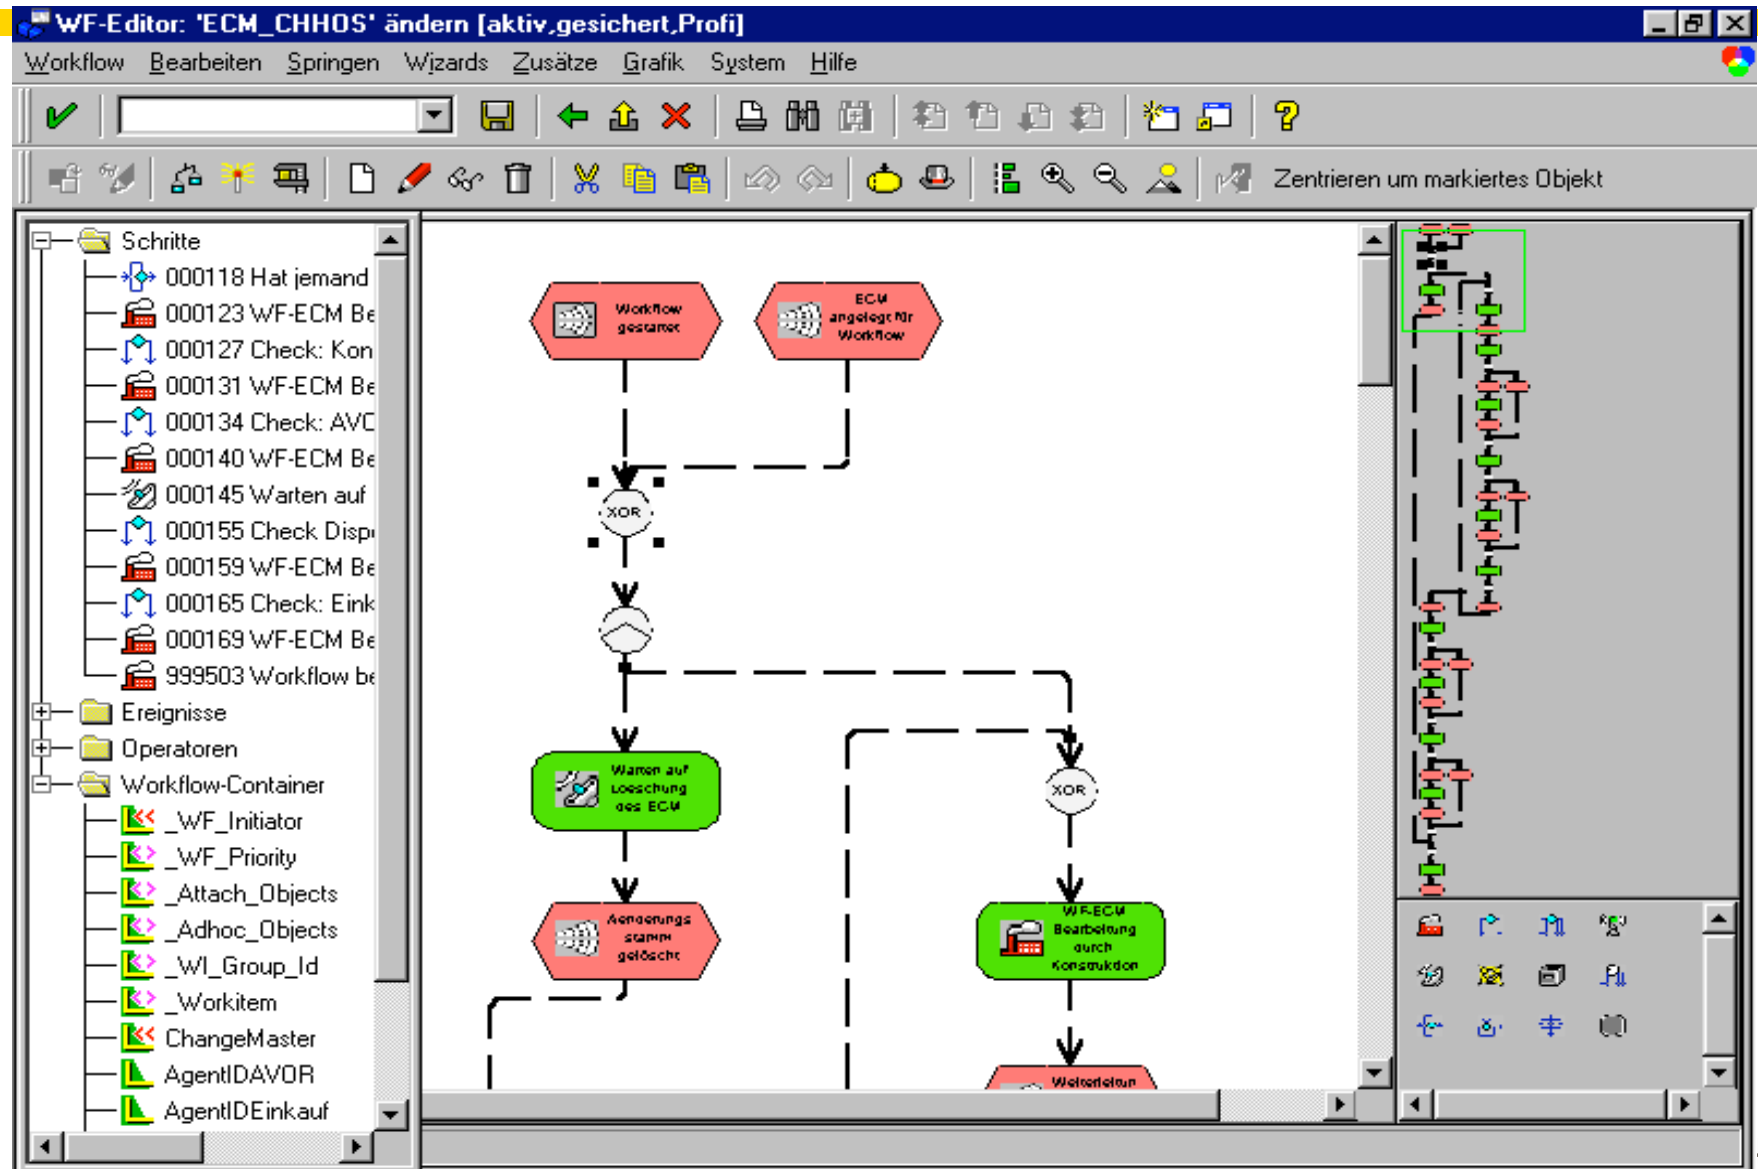 WF-Editor: 'ECM_CHHOS' ändern [aktiv,gesichert,Profi]
Workflow Bearbeiten Springen Wizards Zusätze Grafik System Hilfe
Zentrieren um markiertes Objekt
Schritte
000118 Hat jemand
000123 WF-ECM Be
000127 Check: Kon
000131 WF-ECM Be
000134 Check: AVO
000140 WF-ECM Be
000145 Warten auf
000155 Check Dispo
000159 WF-ECM Be
000165 Check: Eink
000169 WF-ECM Be
999503 Workflow be
Ereignisse
Operatoren
Workflow-Container
_WF_Initiator
_WF_Priority
_Attach_Objects
_Adhoc_Objects
_WI_Group_Id
_Workitem
ChangeMaster
AgentIDAVOR
AgentIDEinkauf
Workflow
gestartet
ECM
angelegt für
Workflow
XOR
Warten auf
Loeschung
des ECM
XOR
Aenderungs
stamm
gelöscht
WF-ECM
Bearbeitung
durch
Konstruktion
Weiterleitun